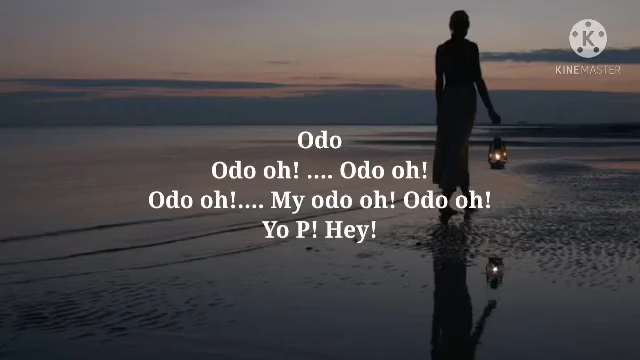 KINEMASTER
Odo
Odo oh! .... Odo oh!
Odo oh!.... My odo oh! Odo oh!
Yo P! Hey!